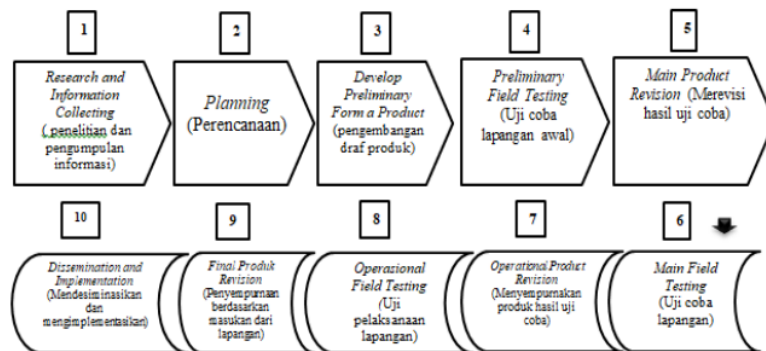 1
Research and
Information
Collecting
( penelitian dan
pengumpulan
informasi)
2
Planning
(Perencanaan)
3
Develop
Preliminary
Form a Product
(pengembangan
draf produk)
4
Preliminary
Field Testing
(Uji coba
lapangan awal)
5
Main Product
Revision (Merevisi
hasil uji coba)
10
Dissemination and
Implementation
(Mendesiminasikan
dan
mengimplementasikan)
9
Final Produk
Revision
(Penyempurnaan
berdasarkan
masukan dari
lapangan)
8
Operasional
Field Testing
(Uji
pelaksanaan
lapangan)
7
Operational Product
Revision
(Menyempurnakan
produk hasil uji
coba)
6
Main Field
Testing
(Uji coba
lapangan)